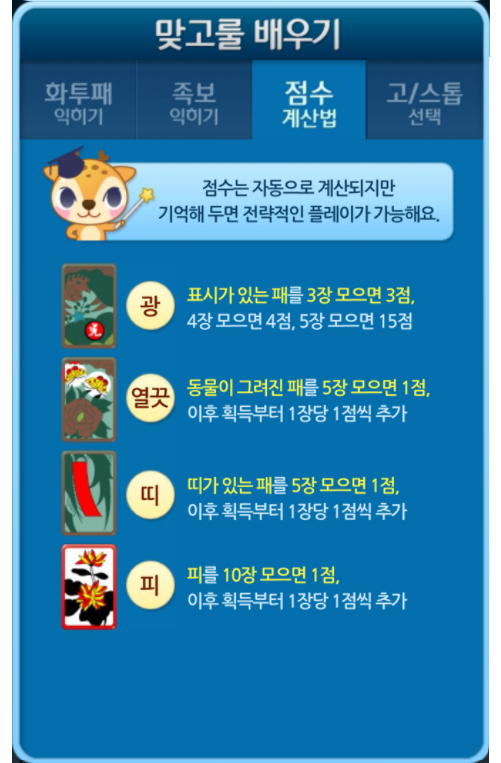 맞고룰 배우기
화투패
익히기
족보
익히기
점수
계산법
고/스톱
선택
점수는 자동으로 계산되지만
기억해 두면 전략적인 플레이가 가능해요.
光
광
표시가 있는 패를 3장 모으면 3점,
4장 모으면 4점, 5장 모으면 15점
열끗
동물이 그려진 패를 5장 모으면 1점,
이후 획득부터 1장당 1점씩 추가
띠
띠가 있는 패를 5장 모으면 1점,
이후 획득부터 1장당 1점씩 추가
피
피를 10장 모으면 1점,
이후 획득부터 1장당 1점씩 추가